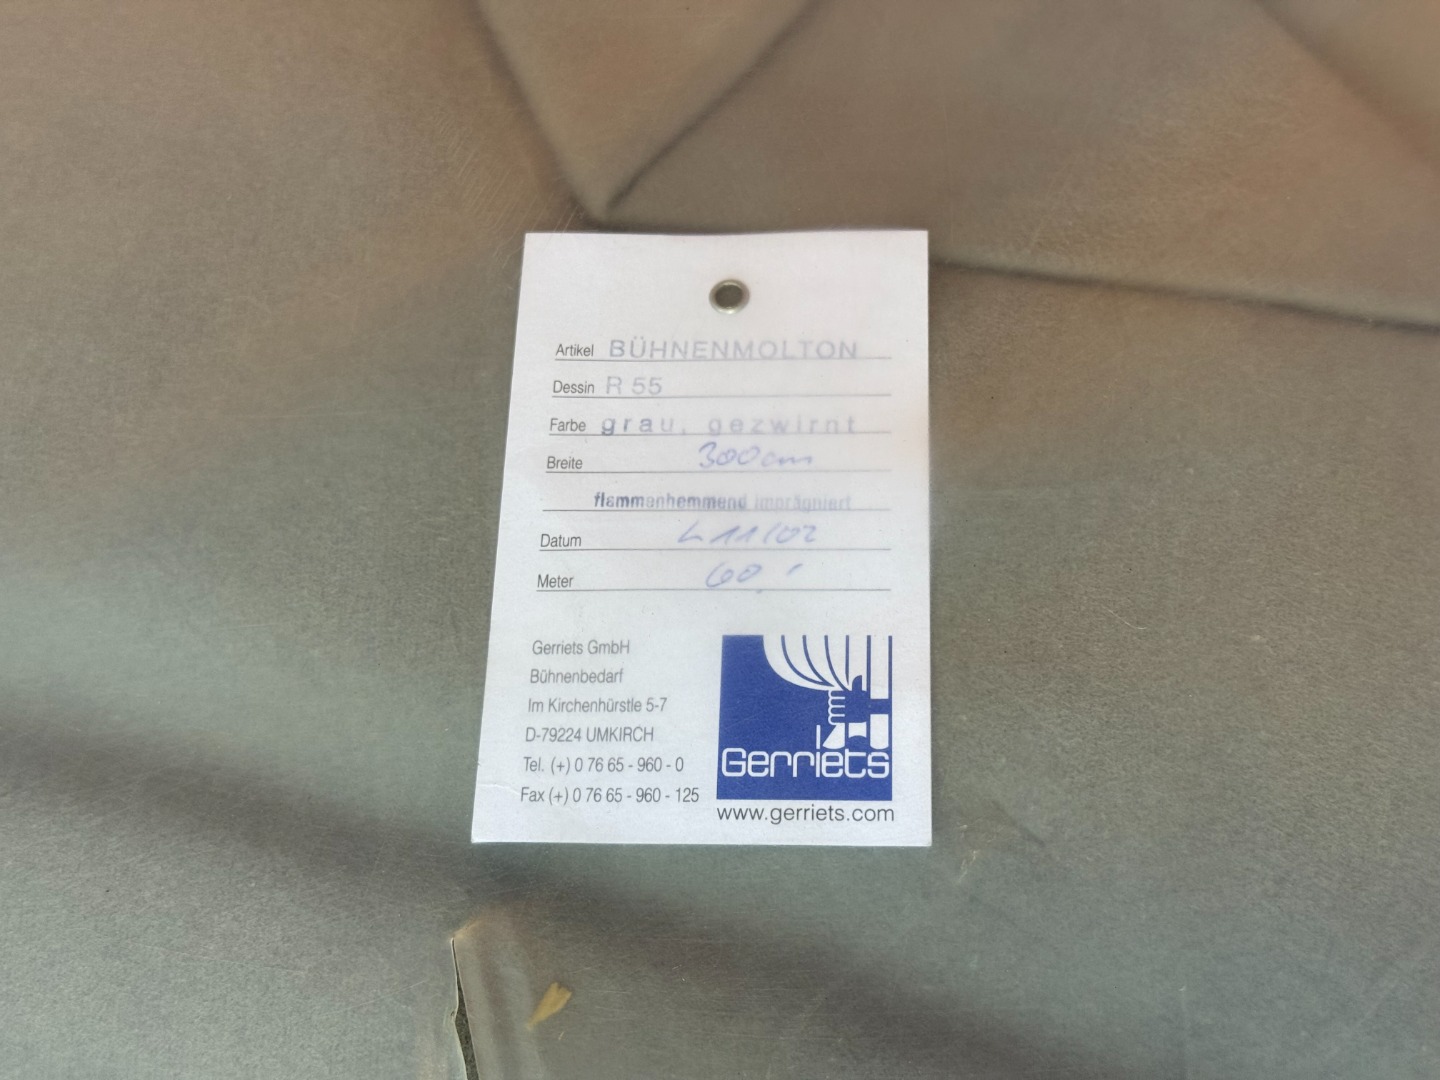 Artikel BÜHNENMOLTON
Dessin R 55
Farbe grau, gezwirnt
Breite 300cm
flammenhemmend imprägniert
Datum 11/02
Meter 60,-
Gerriets GmbH
Bühnenbedarf
Im Kirchenhürstle 5-7
D-79224 UMKIRCH
Tel. (+) 0 76 65 - 960 - 0
Fax (+) 0 76 65 - 960 - 125
Gerriets
www.gerriets.com